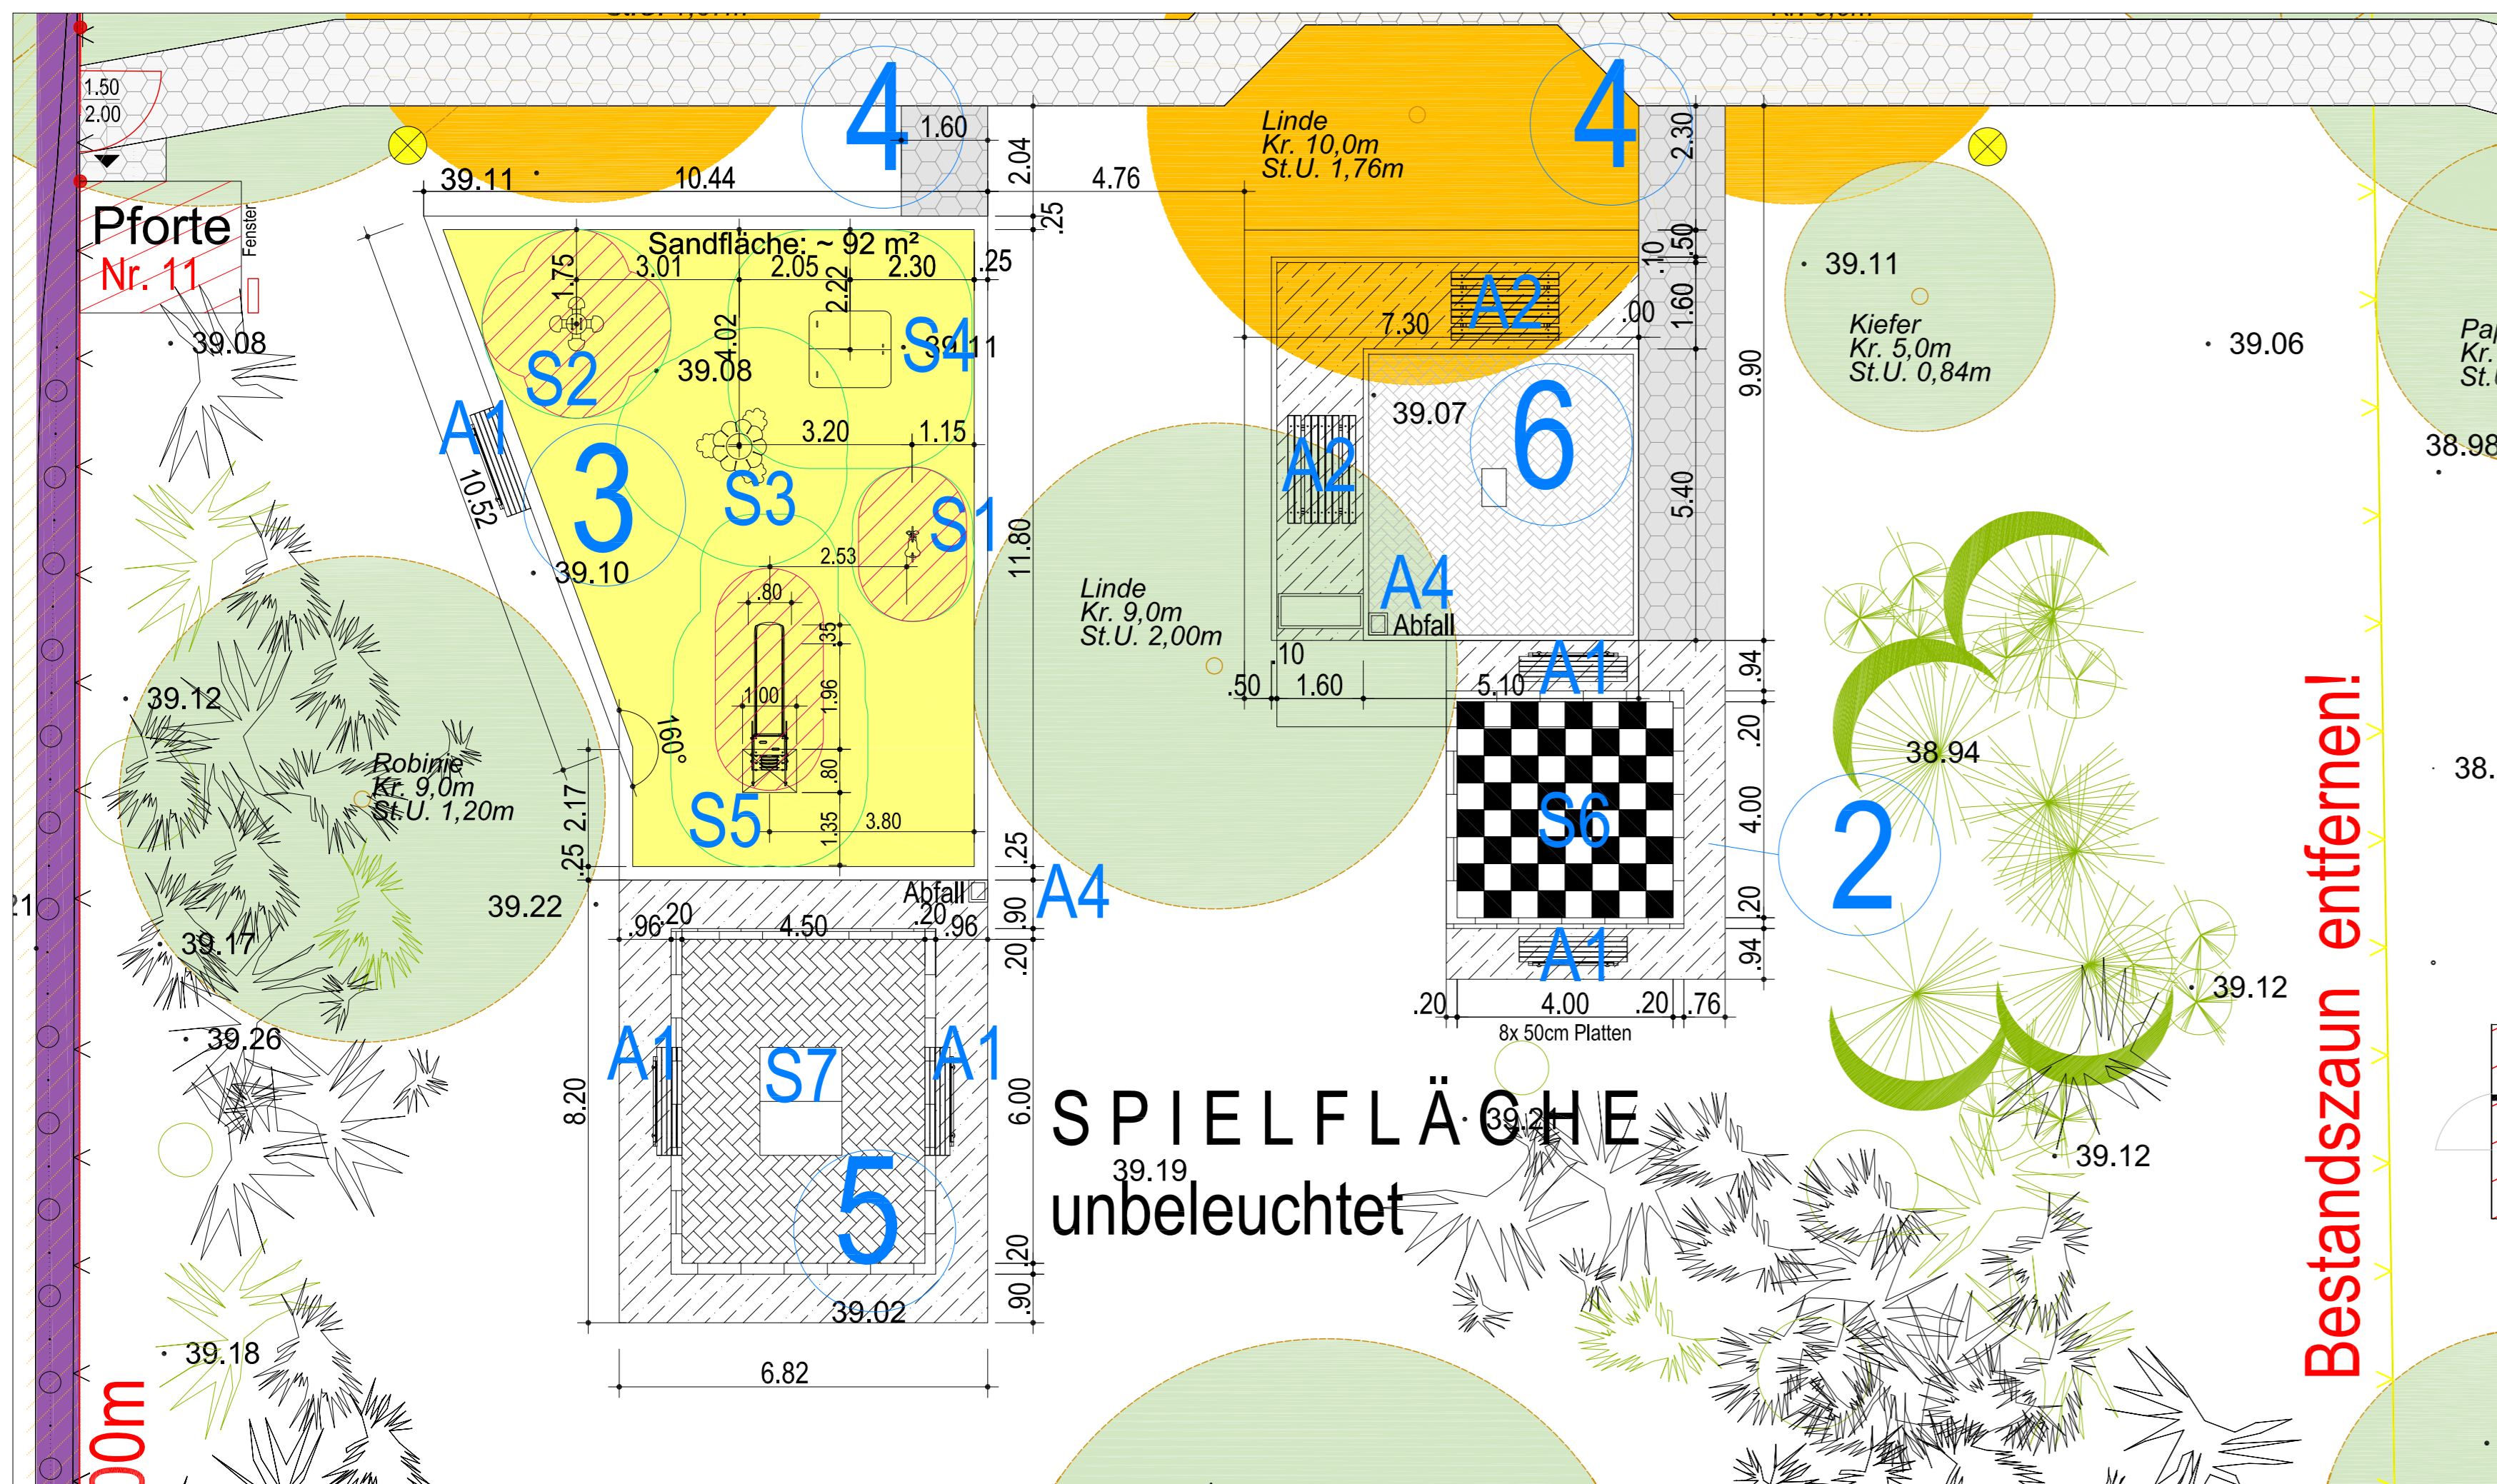 1.50
2.00
Pforte
Nr. 11
Fenster
4
4
1.60
2.04
2.30
39.11
10.44
4.76
.25
Linde
Kr. 10,0m
St.U. 1,76m
Sandfläche: ~ 92 m²
1.75
3.01
2.05
2.22
2.30
.25
.10
.50
39.11
4.02
39.08
S2
S4
39.11
7.30
A2
.00
1.60
9.90
Kiefer
Kr. 5,0m
St.U. 0,84m
39.06
39.08
A1
10.52
3
3.20
1.15
S3
S1
39.07
6
A2
5.40
38.98
39.10
2.53
11.80
.80
.35
1.00
1.96
160°
.80
Linde
Kr. 9,0m
St.U. 2,00m
A4
Abfall
.10
.50
1.60
5.10
A1
.94
.20
39.12
Robinie
Kr. 9,0m
St.U. 1,20m
2.17
.25
S5
1.35
3.80
.25
38.94
S6
4.00
2
39.22
Abfall
A4
.90
.96
.20
4.50
.20
.96
.20
.20
A1
.94
39.17
39.26
.20
4.00
.20
.76
8x 50cm Platten
39.12
A1
S7
A1
8.20
6.00
5
.20
.90
39.02
6.82
SPIELFLÄCHE
39.21
39.19
unbeleuchtet
39.12
39.18
Bestandszaun entfernen!